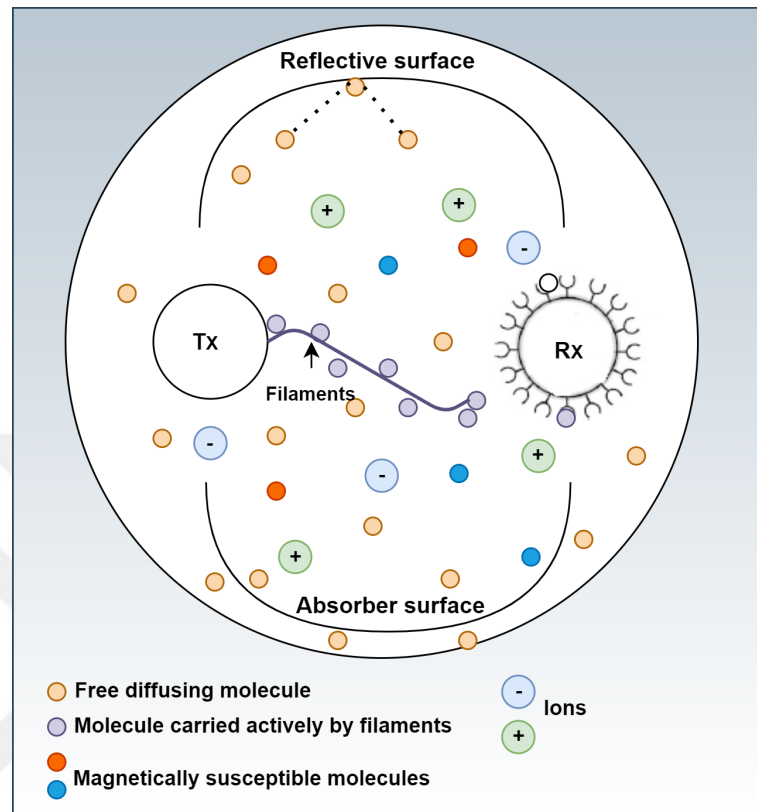 Reflective surface
+
+
-
Tx
Rx
Filaments
-
+
-
+
Absorber surface
Free diffusing molecule
-
Ions
Molecule carried actively by filaments
+
Magnetically susceptible molecules